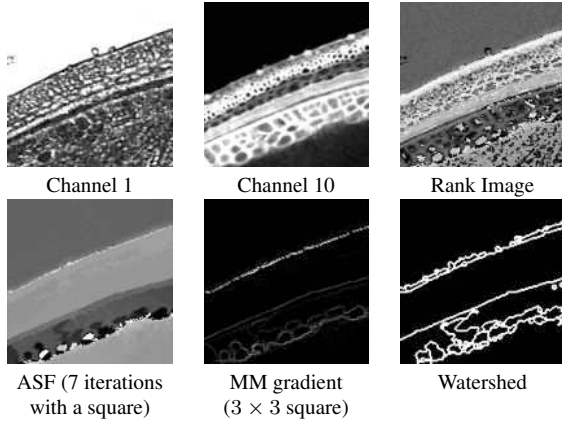 Channel 1
Channel 10
Rank Image
ASF (7 iterations
with a square)
MM gradient
(3 × 3 square)
Watershed